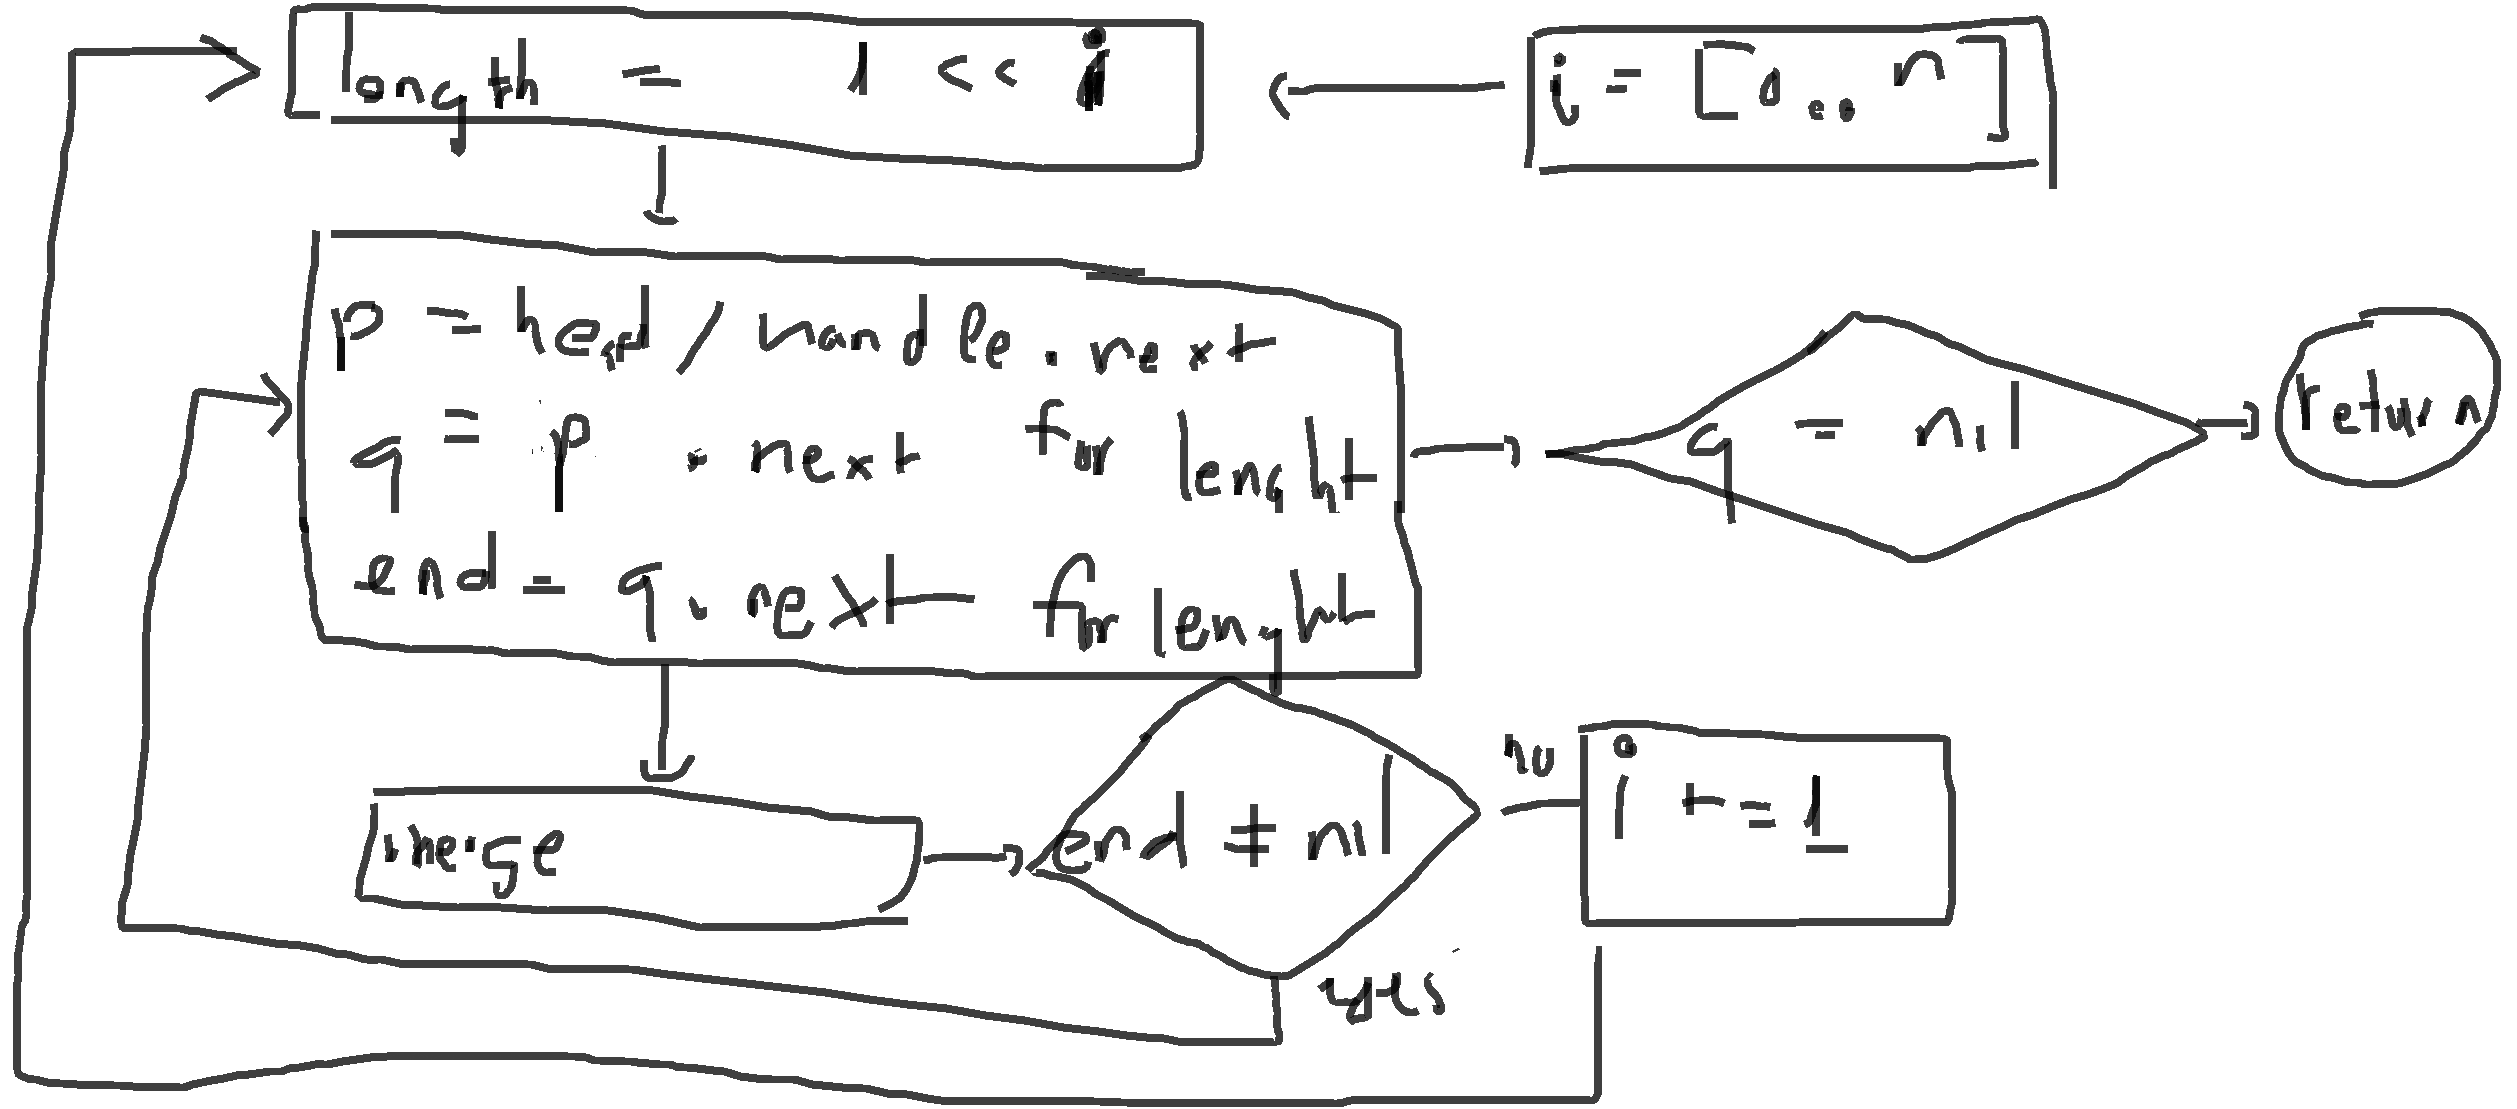 length = 1 << i
i = [0.. n]
p = head / handle.next
q = p . next for lenght
end = q . next for lenght
q = nil
return
merge
end ≠ nil
no
i += 1
yes